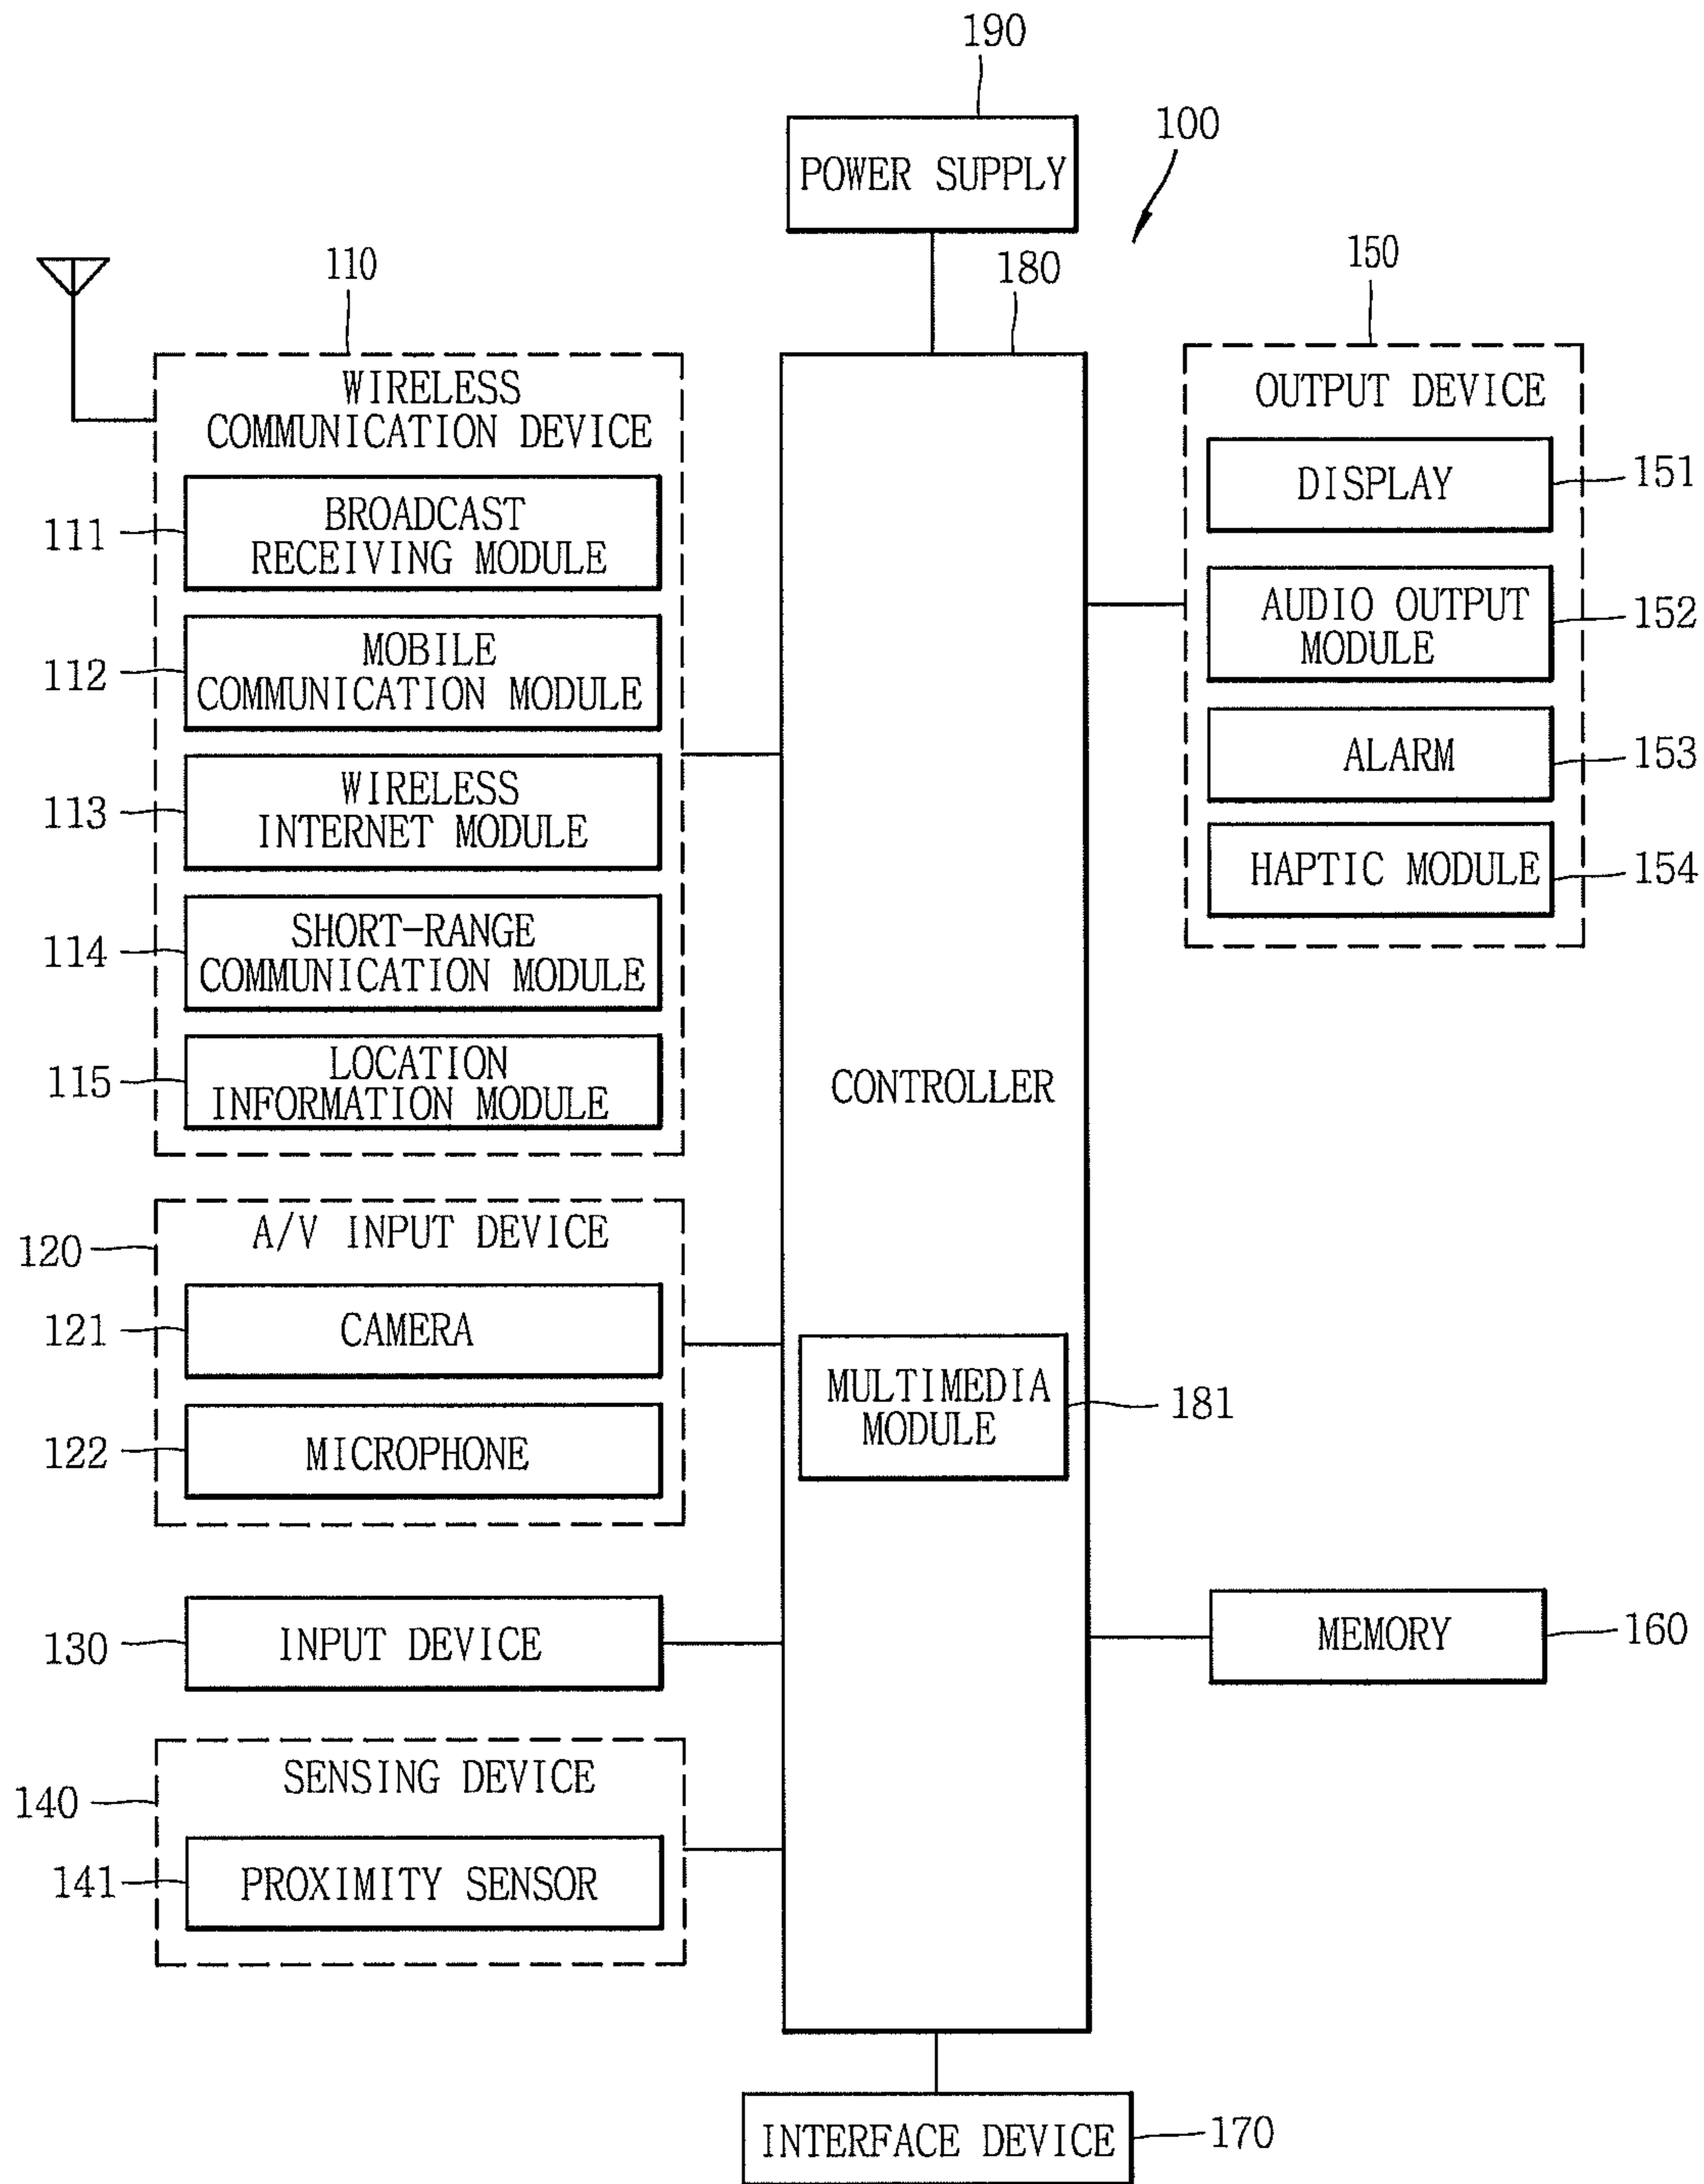 190
POWER SUPPLY
100
110
180
150
WIRELESS
COMMUNICATION DEVICE
111
BROADCAST
RECEIVING MODULE
112
MOBILE
COMMUNICATION MODULE
113
WIRELESS
INTERNET MODULE
114
SHORT-RANGE
COMMUNICATION MODULE
115
LOCATION
INFORMATION MODULE
120
A/V INPUT DEVICE
121
CAMERA
122
MICROPHONE
130
INPUT DEVICE
140
SENSING DEVICE
141
PROXIMITY SENSOR
CONTROLLER
MULTIMEDIA
MODULE
181
OUTPUT DEVICE
DISPLAY
151
AUDIO OUTPUT
MODULE
152
ALARM
153
HAPTIC MODULE
154
MEMORY
160
INTERFACE DEVICE
170